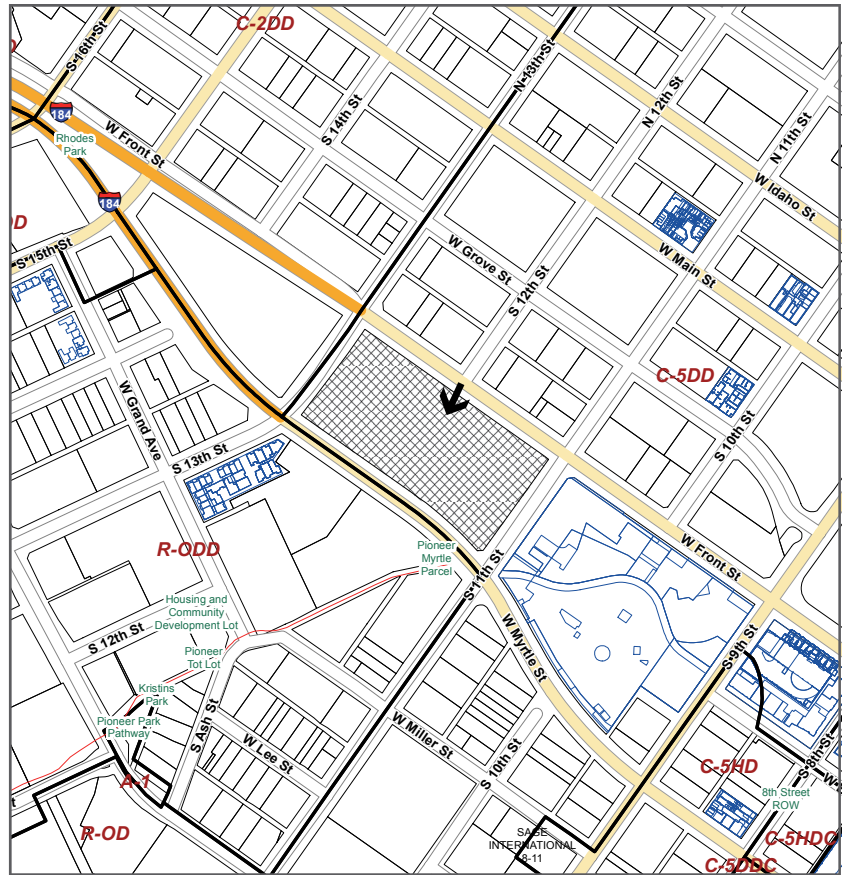 C-2DD
S 16th St
N 13th St
184
W Front St
Rhodes
Park
S 14th St
N 12th St
N 11th St
184
W Idaho St
DD
S 15th St
W Grove St
W Main St
S 12th St
C-5DD
W Grand Ave
S 10th St
S 13th St
R-ODD
Pioneer
Myrtle
Parcel
W Front St
S 11th St
Housing and
Community
Development Lot
S 12th St
Pioneer
Tot Lot
W Myrtle St
S 9th St
Kristins
Park
Pioneer Park
Pathway
S Ash St
W Lee St
W Miller St
S 10th St
S 8th St
C-5HD
A-1
8th Street
ROW
R-OD
SAGE
INTERNATIONAL
8-11
C-5HDC
C-5DDC